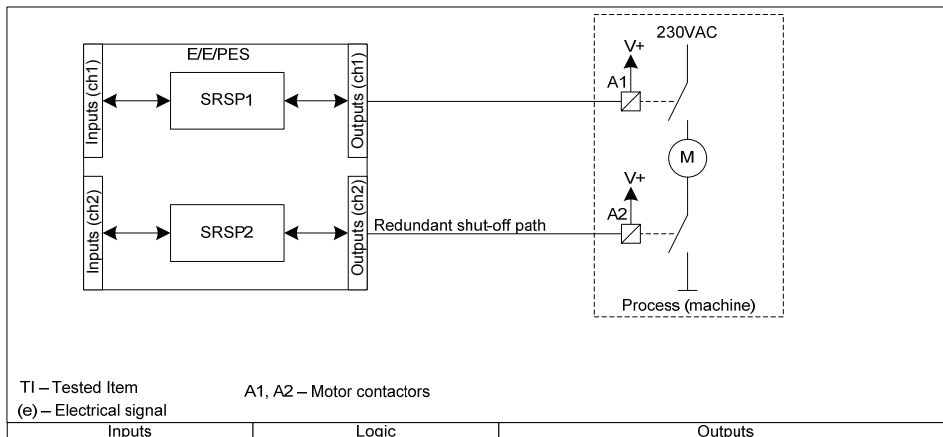 E/E/PES
230VAC
V+
A1
Inputs (ch1)
SRSP1
Outputs (ch1)
M
V+
A2
Inputs (ch2)
SRSP2
Outputs (ch2)
Redundant shut-off path
Process (machine)
TI – Tested Item
A1, A2 – Motor contactors
(e) – Electrical signal
Inputs
Logic
Outputs